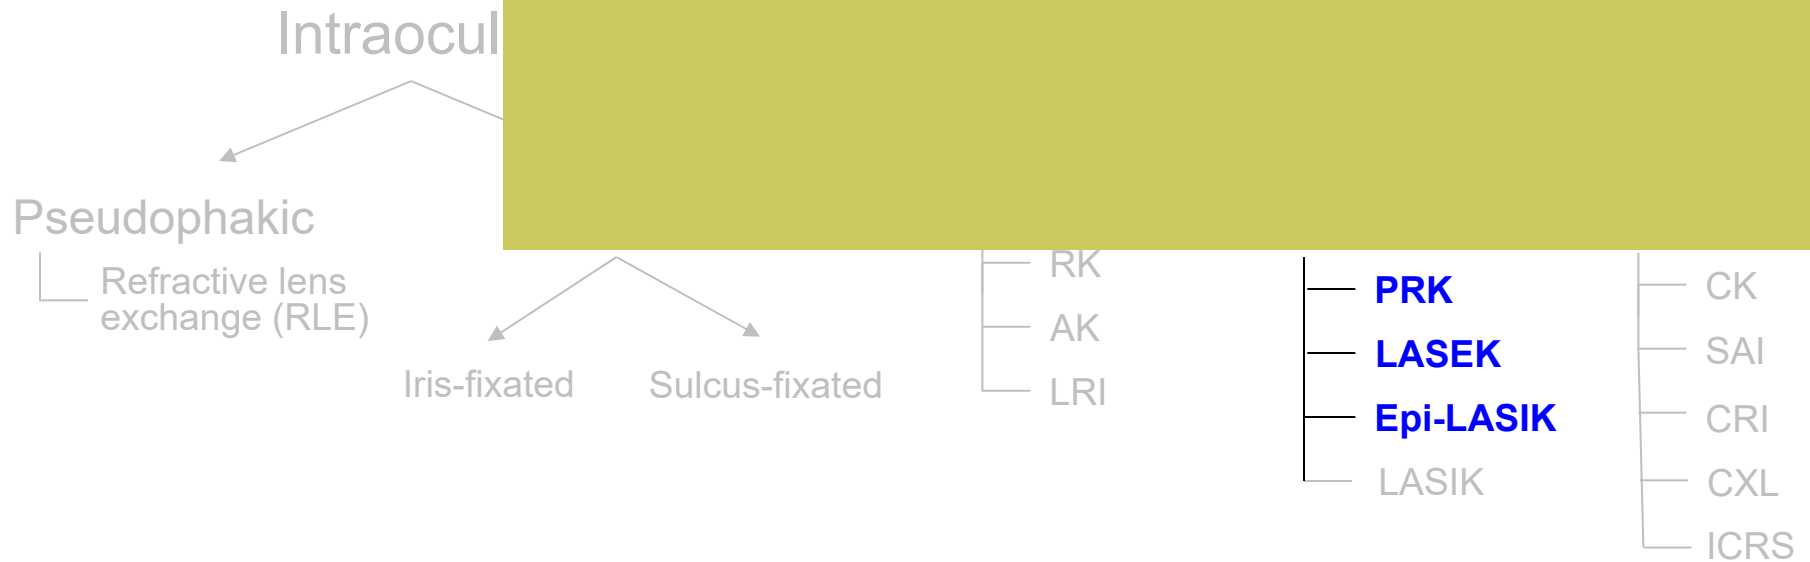 Intraocul
Pseudophakic
Refractive lens
exchange (RLE)
Iris-fixated
Sulcus-fixated
RK
AK
LRI
PRK
LASEK
Epi-LASIK
LASIK
CK
SAI
CRI
CXL
ICRS